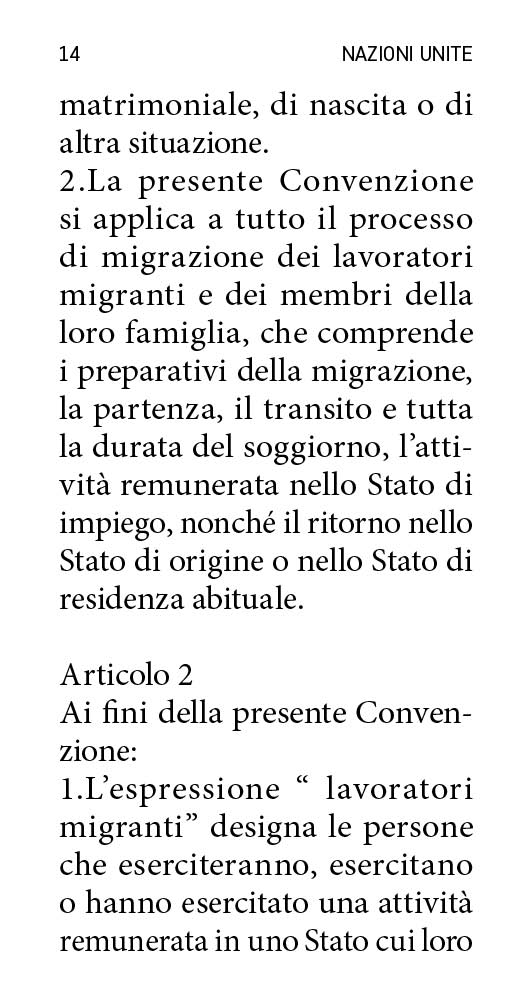 14 NAZIONI UNITE
matrimoniale, di nascita o di
altra situazione.
2.La presente Convenzione
si applica a tutto il processo
di migrazione dei lavoratori
migranti e dei membri della
loro famiglia, che comprende
i preparativi della migrazione,
la partenza, il transito e tutta
la durata del soggiorno, l’atti-
vità remunerata nello Stato di
impiego, nonché il ritorno nello
Stato di origine o nello Stato di
residenza abituale.

Articolo 2
Ai fini della presente Conven-
zione:
1.L’espressione “ lavoratori
migranti” designa le persone
che eserciteranno, esercitano
o hanno esercitato una attività
remunerata in uno Stato cui loro